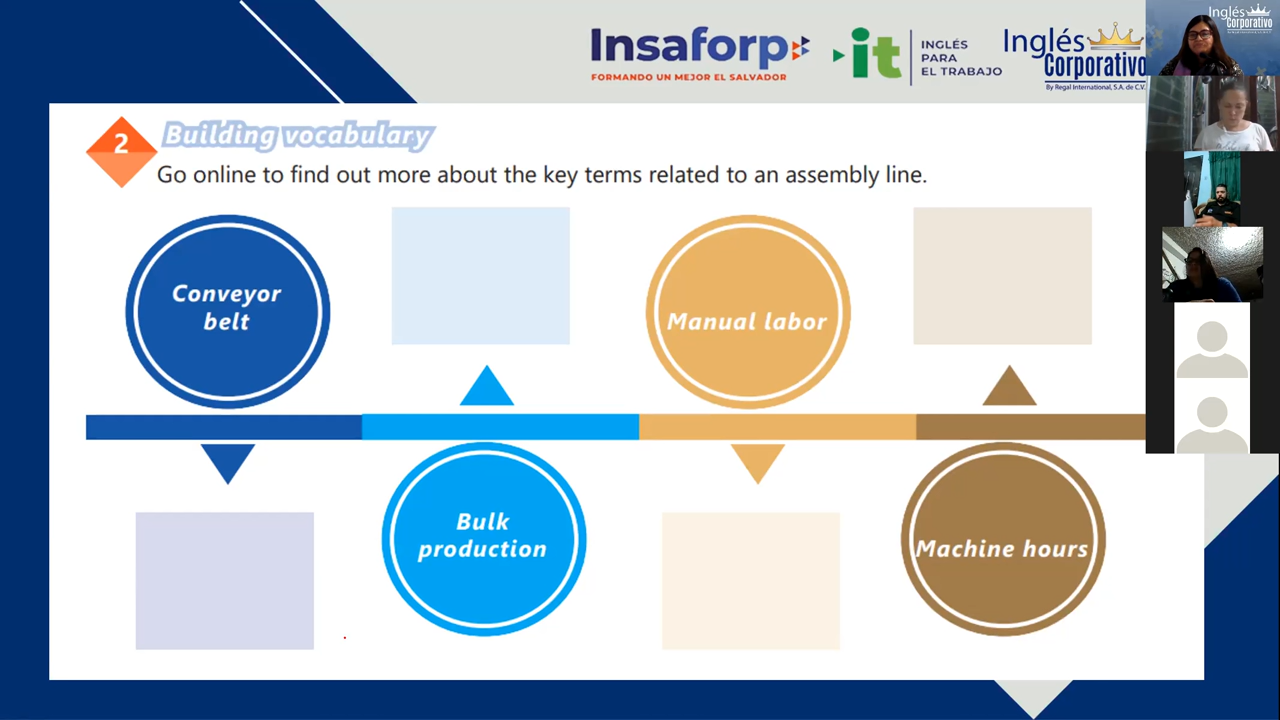 Insaforp
FORMANDO UN MEJOR EL SALVADOR
it
INGLÉS
PARA
EL TRABAJO
Inglés
Corporativo
By Regal International, S.A. de C.V.
Inglés
Corporativo
2
Building vocabulary
Go online to find out more about the key terms related to an assembly line.
Conveyor
belt
Manual labor
Bulk
production
Machine hours